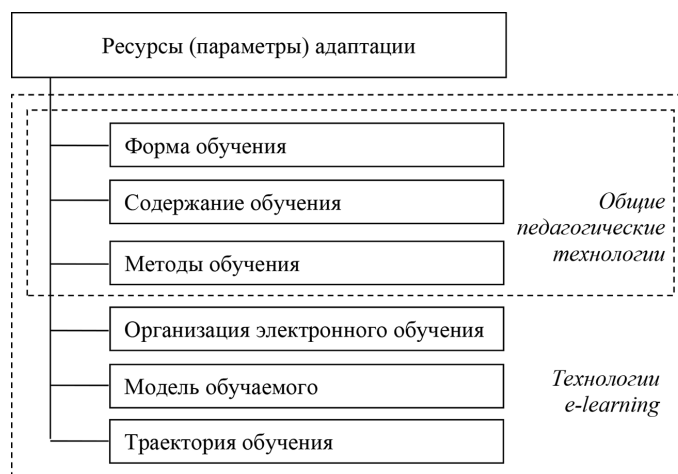 Ресурсы (параметры) адаптации
Форма обучения
Содержание обучения
Методы обучения
Общие
педагогические
технологии
Организация электронного обучения
Модель обучаемого
Траектория обучения
Технологии
e-learning